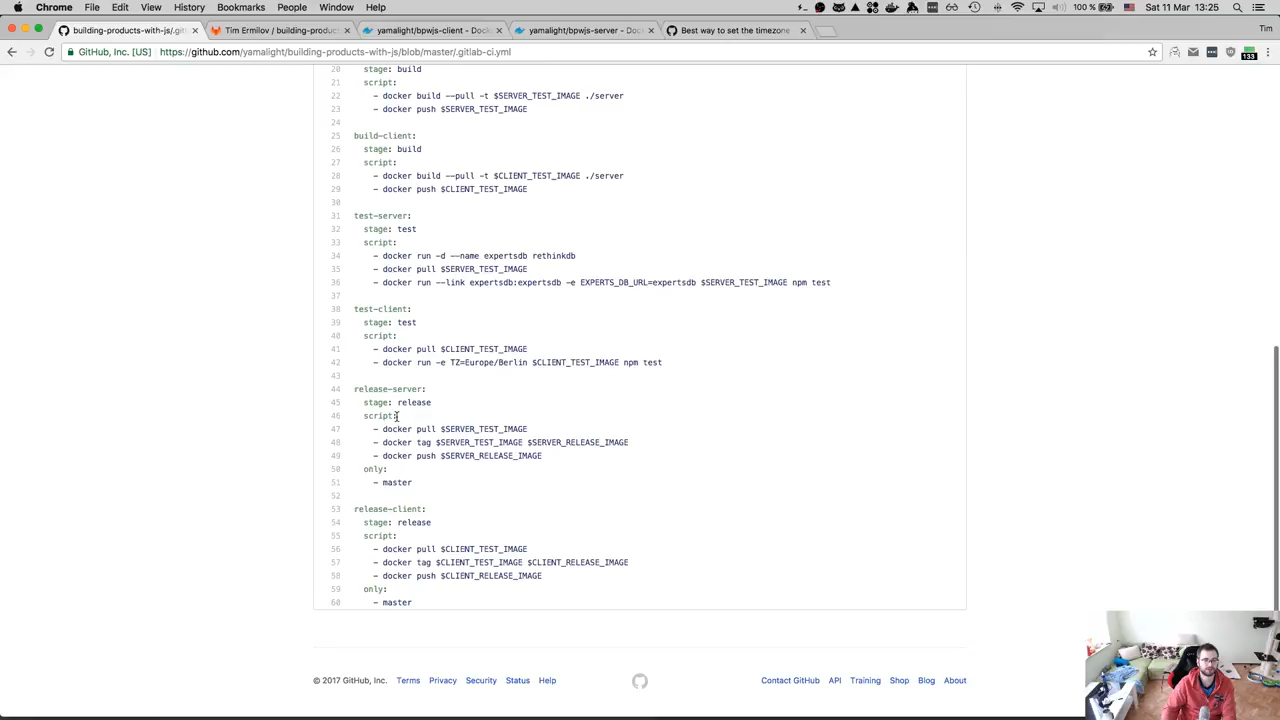 Chrome File Edit View History Bookmarks People Window Help 100 % Sat 11 Mar 13:25
building-products-with-js/.git
Tim Ermilov / building-produc
yamalight/bpwjs-client - Dock
yamalight/bpwjs-server - Doc
Best way to set the timezone
Tim
GitHub, Inc. [US] https://github.com/yamalight/building-products-with-js/blob/master/.gitlab-ci.yml
133
20 stage: build
21 script:
22 - docker build --pull -t $SERVER_TEST_IMAGE ./server
23 - docker push $SERVER_TEST_IMAGE
24
25 build-client:
26 stage: build
27 script:
28 - docker build --pull -t $CLIENT_TEST_IMAGE ./server
29 - docker push $CLIENT_TEST_IMAGE
30
31 test-server:
32 stage: test
33 script:
34 - docker run -d --name expertsdb rethinkdb
35 - docker pull $SERVER_TEST_IMAGE
36 - docker run --link expertsdb:expertsdb -e EXPERTS_DB_URL=expertsdb $SERVER_TEST_IMAGE npm test
37
38 test-client:
39 stage: test
40 script:
41 - docker pull $CLIENT_TEST_IMAGE
42 - docker run -e TZ=Europe/Berlin $CLIENT_TEST_IMAGE npm test
43
44 release-server:
45 stage: release
46 script:
47 - docker pull $SERVER_TEST_IMAGE
48 - docker tag $SERVER_TEST_IMAGE $SERVER_RELEASE_IMAGE
49 - docker push $SERVER_RELEASE_IMAGE
50 only:
51 - master
52
53 release-client:
54 stage: release
55 script:
56 - docker pull $CLIENT_TEST_IMAGE
57 - docker tag $CLIENT_TEST_IMAGE $CLIENT_RELEASE_IMAGE
58 - docker push $CLIENT_RELEASE_IMAGE
59 only:
60 - master
© 2017 GitHub, Inc. Terms Privacy Security Status Help Contact GitHub API Training Shop Blog About